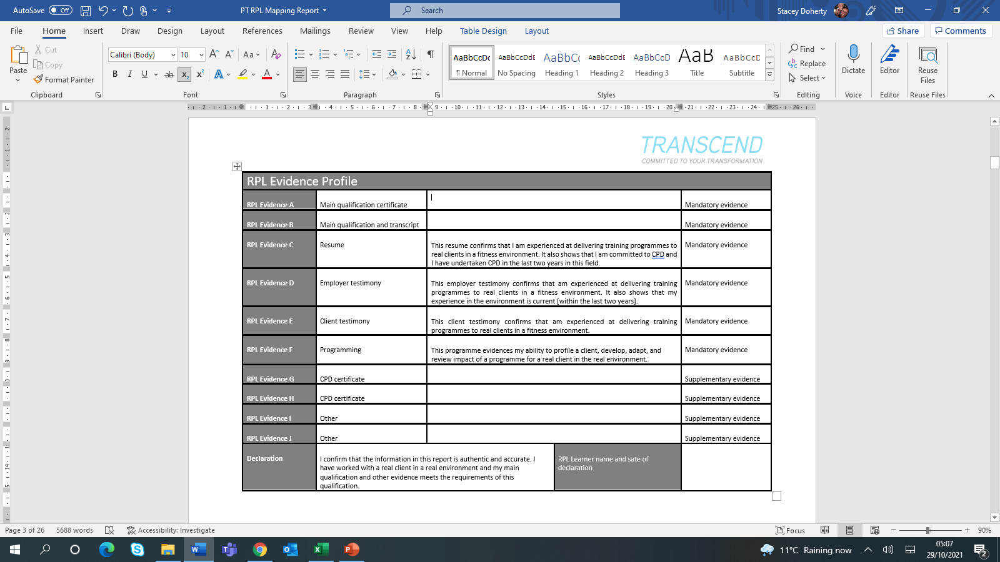 AutoSave Off
PT RPL Mapping Report
Search
Stacey Doherty
File Home Insert Draw Design Layout References Mailings Review View Help Table Design Layout
Share Comments
Paste
Cut
Copy
Format Painter
Clipboard
Calibri (Body) 10
Font
Paragraph
AaBbCcDc AaBbCcDdE AaBbCc AaBbCcDdE AaBbCcD AaB AaBbCcD
¶ Normal No Spacing Heading 1 Heading 2 Heading 3 Title Subtitle
Styles
Find
Replace
Select
Editing
Dictate
Voice
Editor
Editor
Reuse
Files
Reuse Files
TRANSCEND
COMMITTED TO YOUR TRANSFORMATION
RPL Evidence Profile
RPL Evidence A Main qualification certificate Mandatory evidence
RPL Evidence B Main qualification and transcript Mandatory evidence
RPL Evidence C Resume This resume confirms that I am experienced at delivering training programmes to Mandatory evidence
real clients in a fitness environment. It also shows that I am committed to CPD and
I have undertaken CPD in the last two years in this field.
RPL Evidence D Employer testimony This employer testimony confirms that am experienced at delivering training Mandatory evidence
programmes to real clients in a fitness environment. It also shows that my
experience in the environment is current [within the last two years].
RPL Evidence E Client testimony This client testimony confirms that am experienced at delivering training Mandatory evidence
programmes to real clients in a fitness environment.
RPL Evidence F Programming This programme evidences my ability to profile a client, develop, adapt, and Mandatory evidence
review impact of a programme for a real client in the real environment.
RPL Evidence G CPD certificate Supplementary evidence
RPL Evidence H CPD certificate Supplementary evidence
RPL Evidence I Other Supplementary evidence
RPL Evidence J Other Supplementary evidence
Declaration I confirm that the information in this report is authentic and accurate. I RPL Learner name and sate of
have worked with a real client in a real environment and my main declaration
qualification and other evidence meets the requirements of this
qualification.
Page 3 of 26 5688 words Accessibility: Investigate Focus 90%
11°C Raining now
05:07
29/10/2021
2